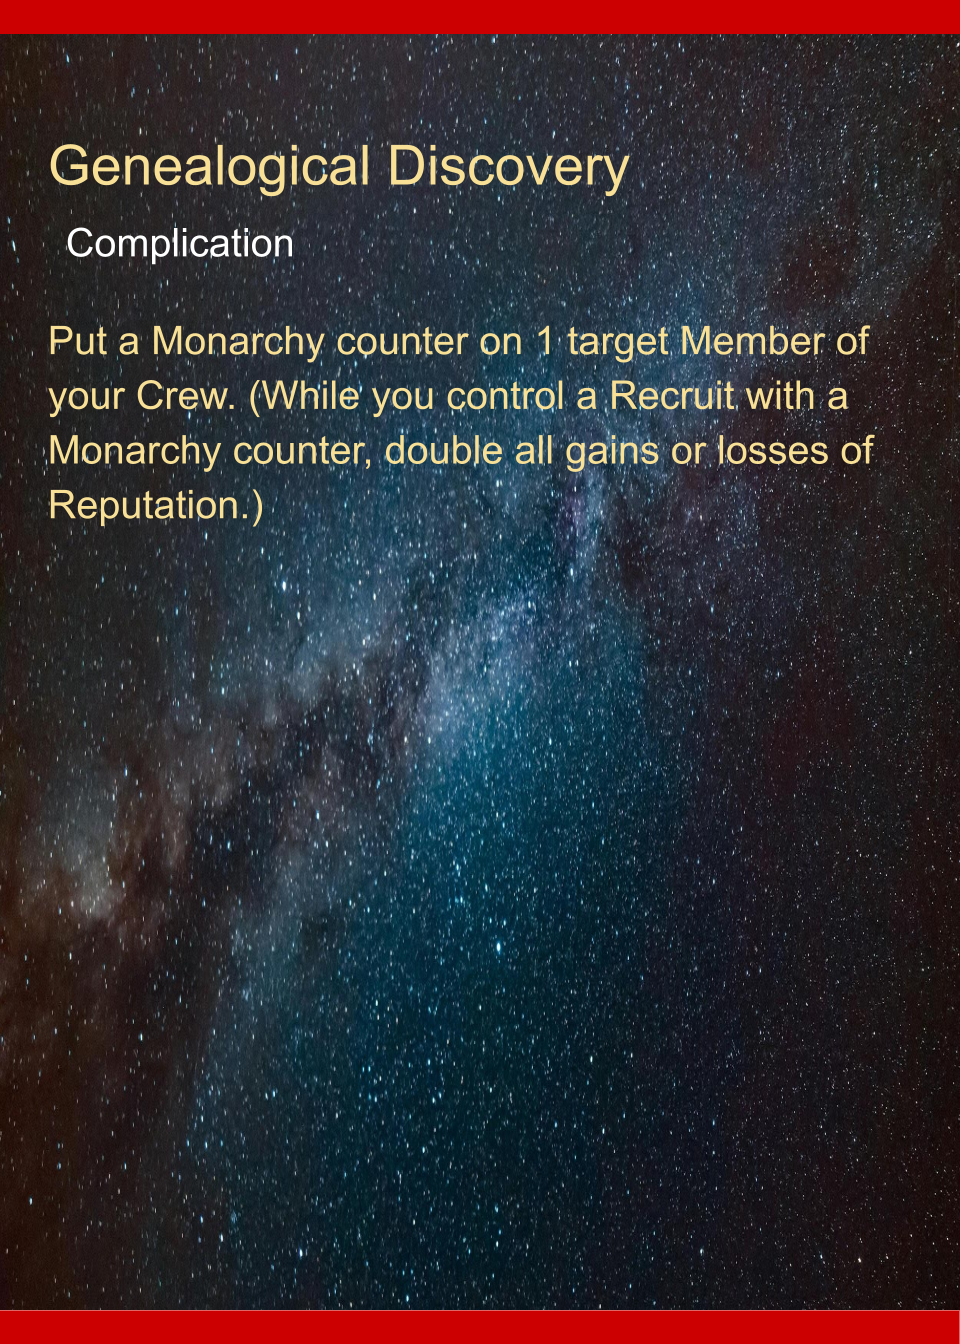 Genealogical Discovery
Complication
Put a Monarchy counter on 1 target Member of
your Crew. (While you control a Recruit with a
Monarchy counter, double all gains or losses of
Reputation.)